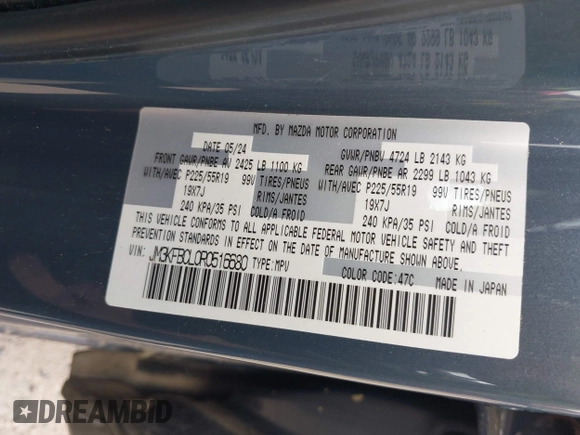 MFD. BY MAZDA MOTOR CORPORATION
DATE 05/24
GVWR/PNBV 4724 LB 2143 KG
FRONT GAWR/PNBE AV 2425 LB 1100 KG
REAR GAWR/PNBE AR 2299 LB 1043 KG
WITH/AVEC P225/55R19 99V TIRES/PNEUS
WITH/AVEC P225/55R19 99V TIRES/PNEUS
19X7J RIMS/JANTES
19X7J RIMS/JANTES
240 KPA/35 PSI COLD/A FROID
240 KPA/35 PSI COLD/A FROID
THIS VEHICLE CONFORMS TO ALL APPLICABLE FEDERAL MOTOR VEHICLE SAFETY AND THEFT
PREVENTION STANDARDS IN EFFECT ON THE DATE OF MANUFACTURE SHOWN ABOVE.
VIN: JM3KFBCL0R0516680 TYPE:MPV
COLOR CODE:47C MADE IN JAPAN
DREAMBID